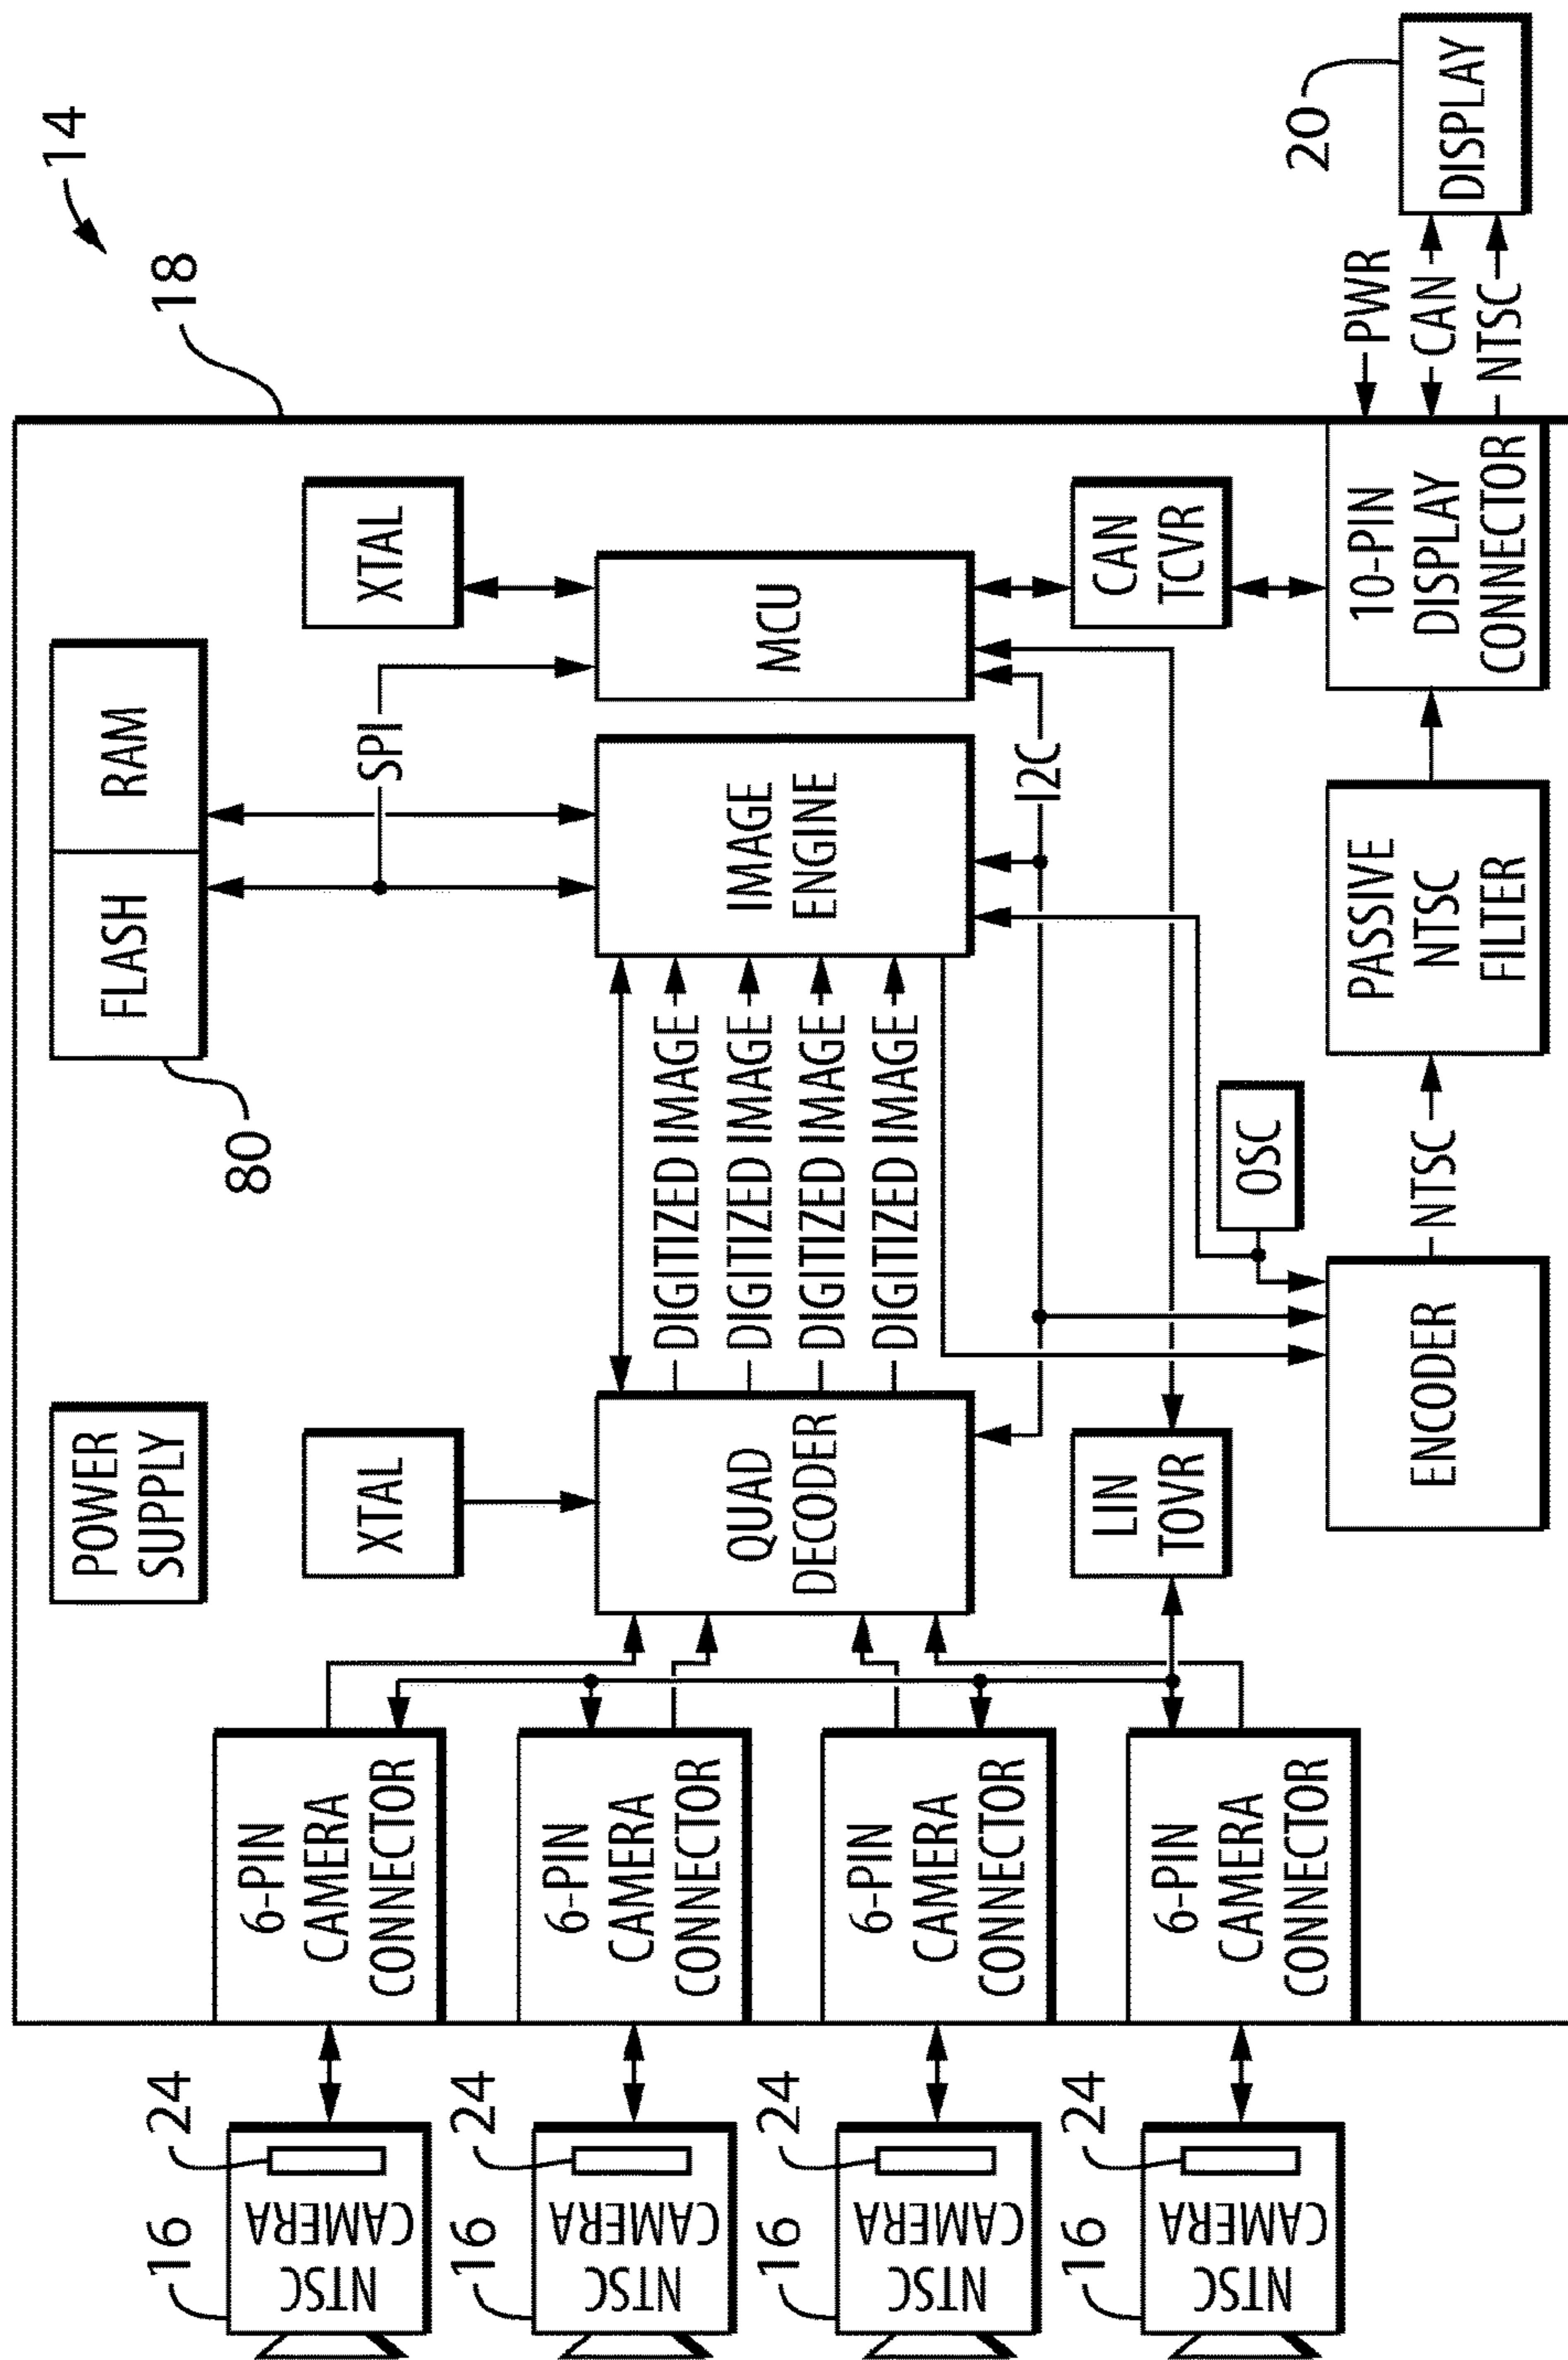 14
18
POWER
SUPPLY
80
FLASH
RAM
XTAL
SPI
XTAL
16
24
NTSC
CAMERA
6-PIN
CAMERA
CONNECTOR
16
24
NTSC
CAMERA
6-PIN
CAMERA
CONNECTOR
16
24
NTSC
CAMERA
6-PIN
CAMERA
CONNECTOR
16
24
NTSC
CAMERA
6-PIN
CAMERA
CONNECTOR
QUAD
DECODER
DIGITIZED IMAGE
DIGITIZED IMAGE
DIGITIZED IMAGE
DIGITIZED IMAGE
IMAGE
ENGINE
MCU
I2C
LIN
TOVR
CAN
TCVR
OSC
ENCODER
NTSC
PASSIVE
NTSC
FILTER
10-PIN
DISPLAY
CONNECTOR
PWR
CAN
NTSC
20
DISPLAY